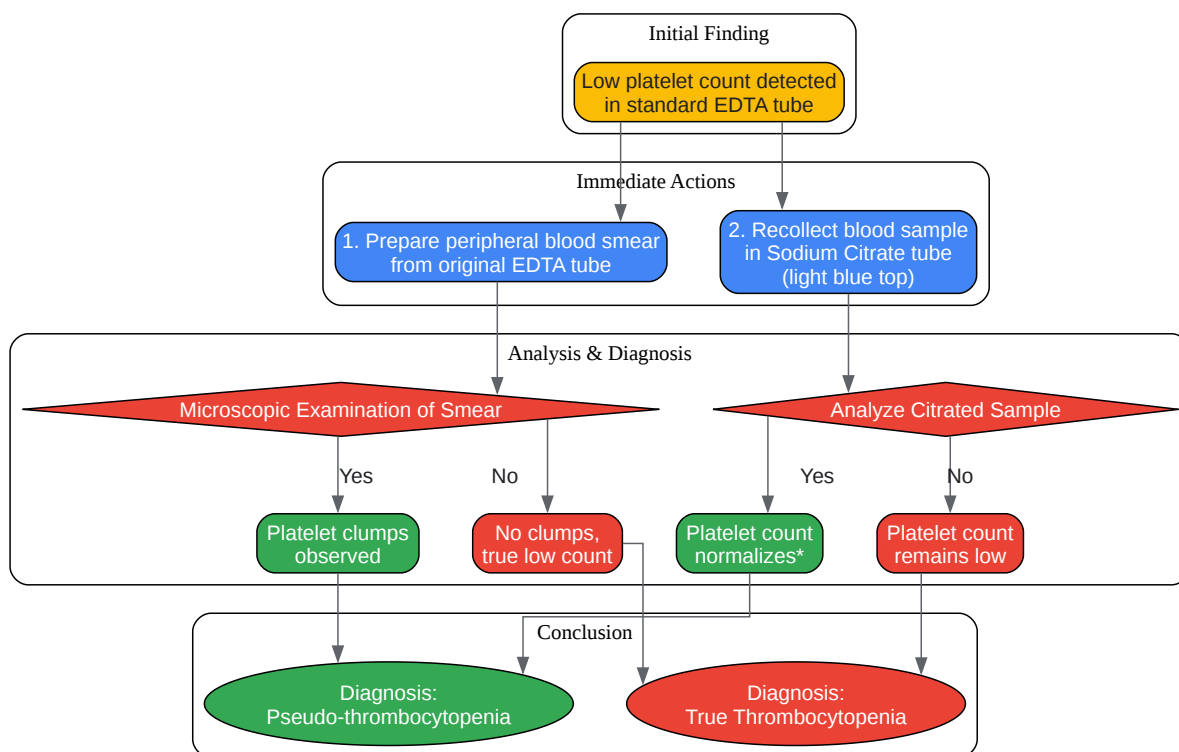 Initial Finding
Low platelet count detected
in standard EDTA tube
Immediate Actions
1. Prepare peripheral blood smear
from original EDTA tube
2. Recollect blood sample
in Sodium Citrate tube
(light blue top)
Analysis & Diagnosis
Microscopic Examination of Smear
Analyze Citrated Sample
Yes
No
Yes
No
Platelet clumps
observed
No clumps,
true low count
Platelet count
normalizes*
Platelet count
remains low
Conclusion
Diagnosis:
Pseudo-thrombocytopenia
Diagnosis:
True Thrombocytopenia